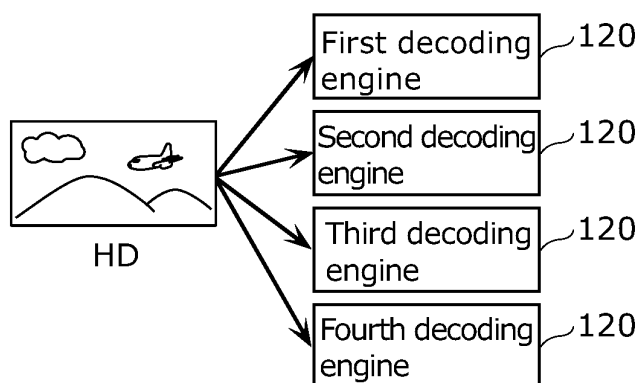 First decoding
engine
120
Second decoding
engine
120
HD
Third decoding
engine
120
Fourth decoding
engine
120